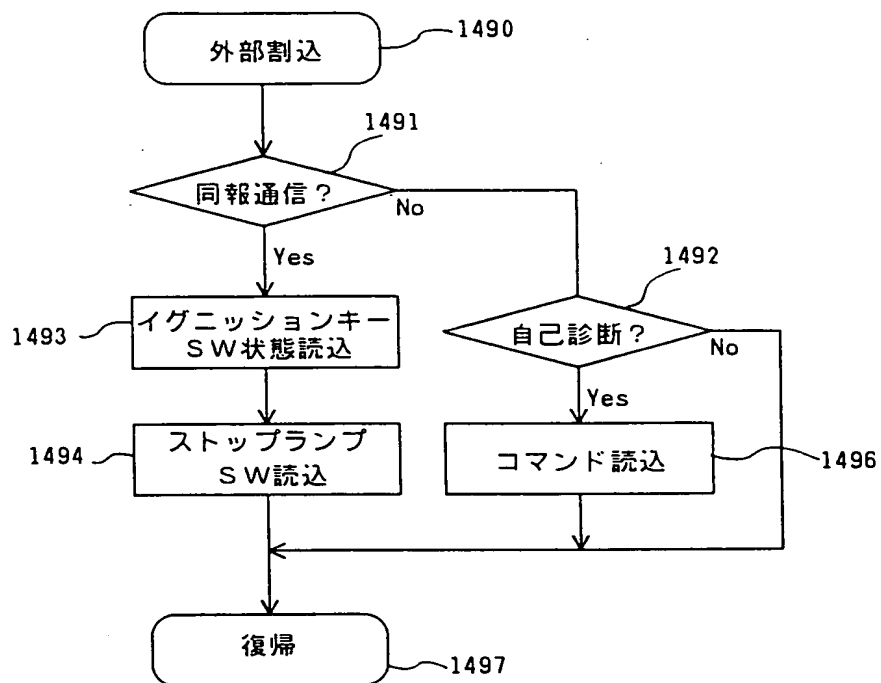 外部割込
1490
1491
同報通信?
No
Yes
1492
1493
イグニッションキー
SW状態読込
自己診断?
No
Yes
1494
ストップランプ
SW読込
コマンド読込
1496
復帰
1497